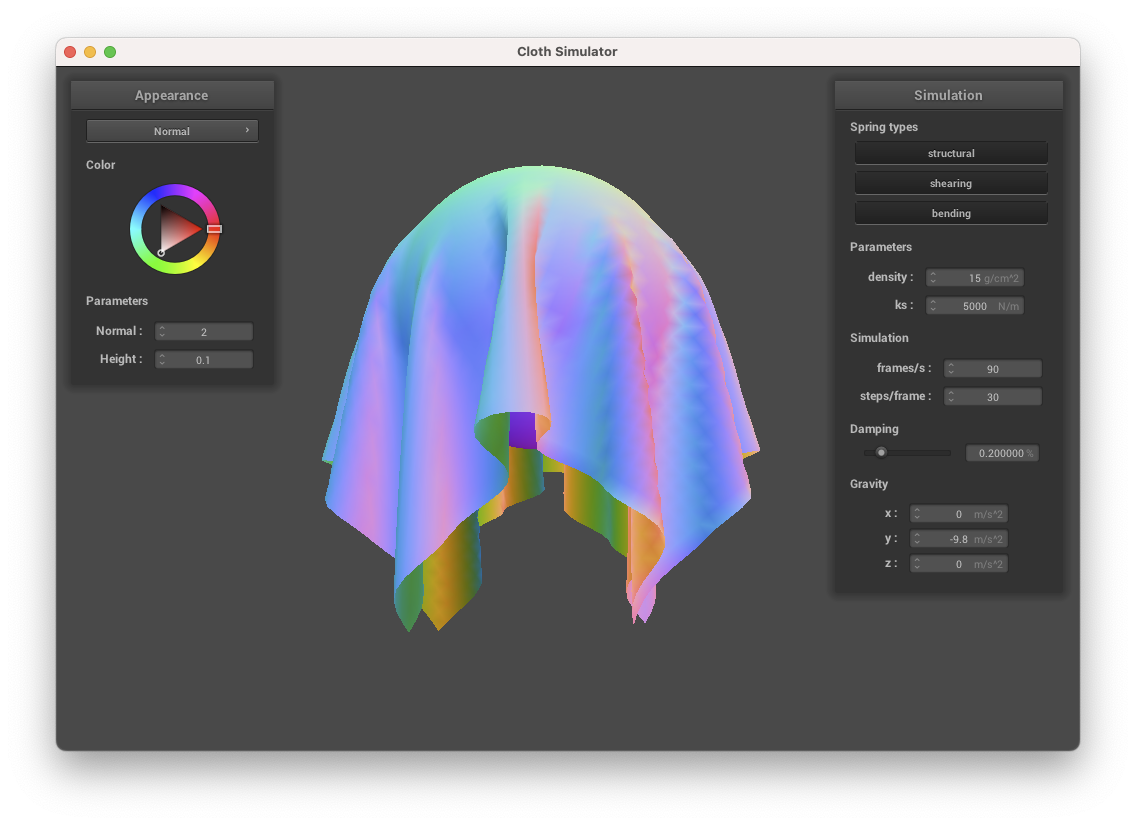 Cloth Simulator
Appearance
Normal
Color
Parameters
Normal : 2
Height : 0.1
Simulation
Spring types
structural
shearing
bending
Parameters
density : 15 g/cm^2
ks : 5000 N/m
Simulation
frames/s : 90
steps/frame : 30
Damping
0.200000 %
Gravity
x : 0 m/s^2
y : -9.8 m/s^2
z : 0 m/s^2